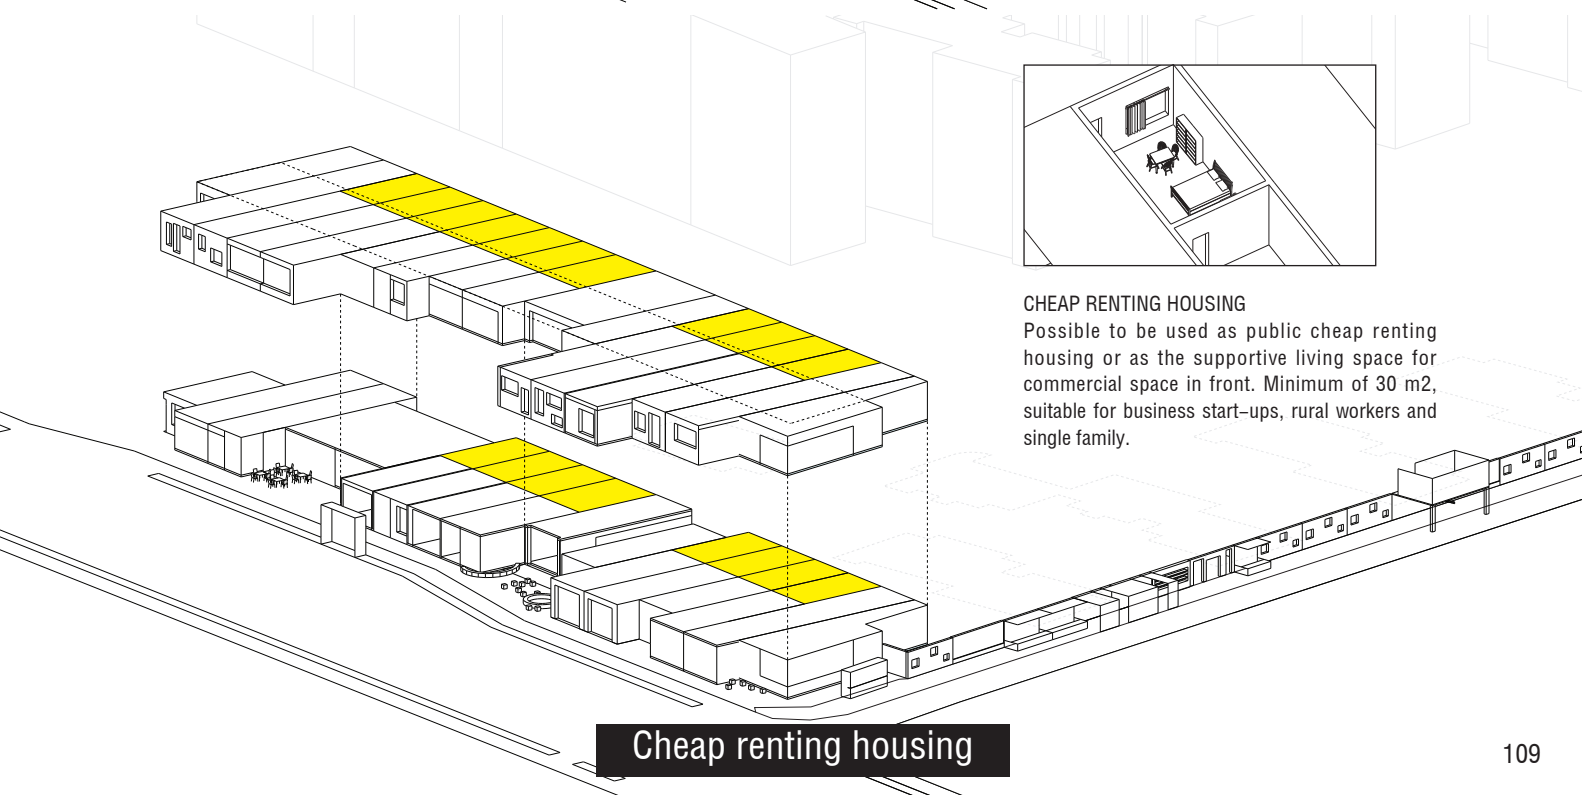 CHEAP RENTING HOUSING
Possible to be used as public cheap renting
housing or as the supportive living space for
commercial space in front. Minimum of 30 m2,
suitable for business start–ups, rural workers and
single family.
Cheap renting housing
109